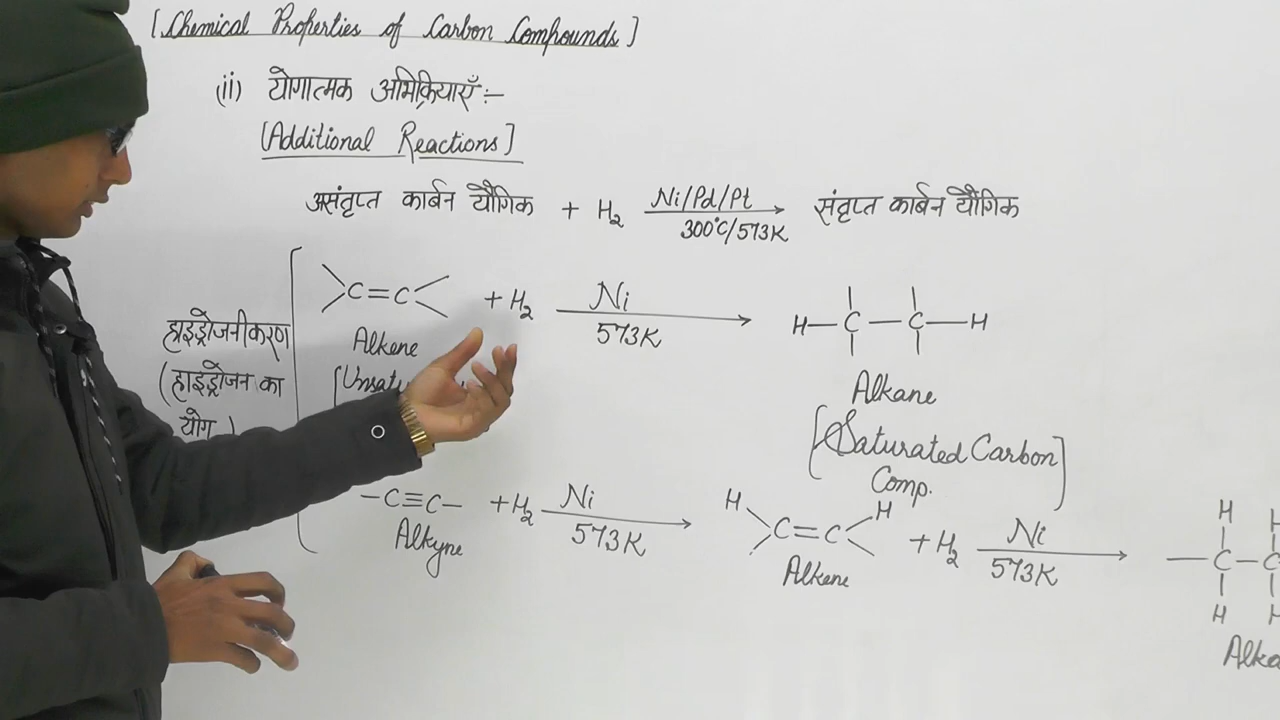 [Chemical Properties of Carbon Compounds]
(ii) योगात्मक अभिक्रियाएँ :-
[Additional Reactions]
असंतृप्त कार्बन यौगिक + H₂ Ni/Pd/Pt 300°C/573K → संतृप्त कार्बन यौगिक
>C=C< + H₂ Ni 573K → H—C—C—H
हाइड्रोजनीकरण
(हाइड्रोजन का
योग)
Alkene
Alkane
[Saturated Carbon
Comp.]
—C≡C— + H₂ Ni 573K → H C=C H + H₂ Ni 573K → H H —C—C H H
Alkyne
Alkene